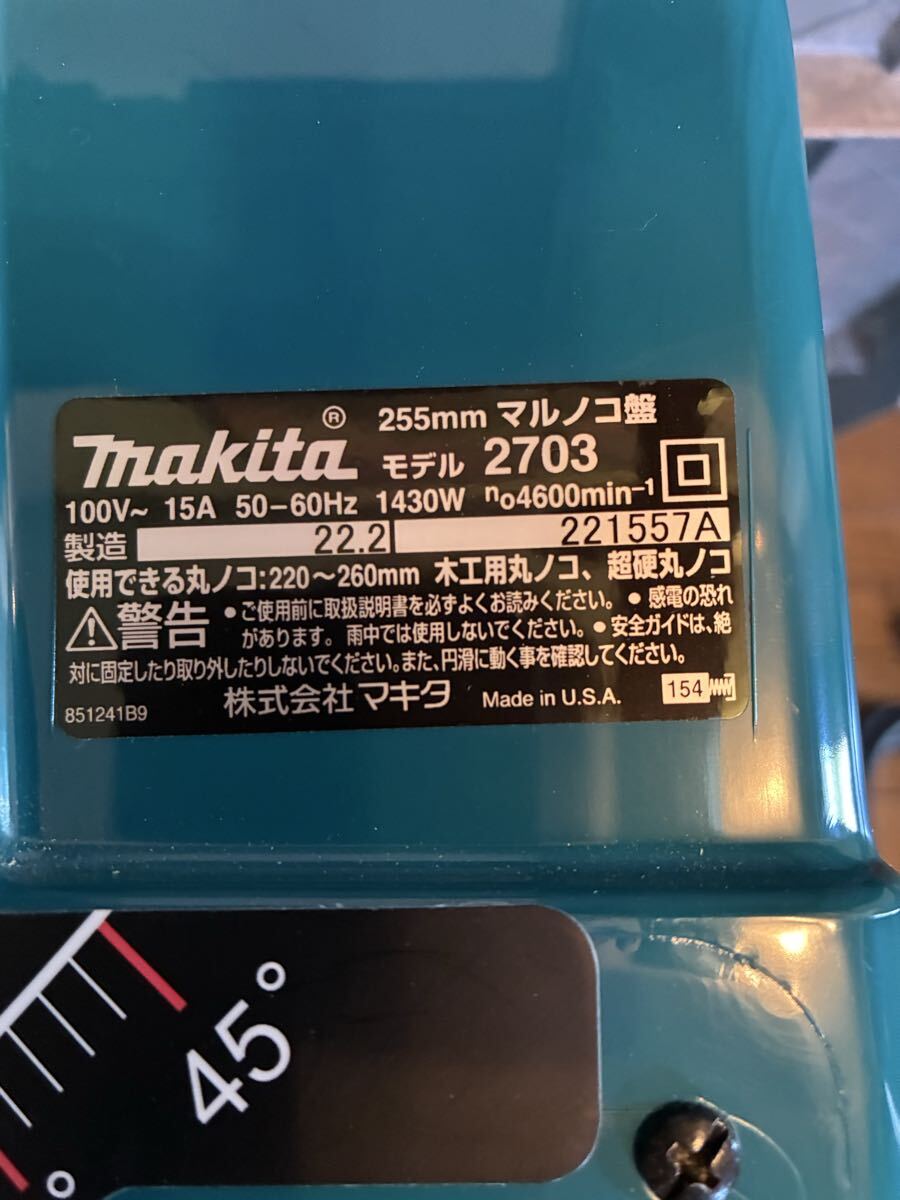 makita® 255mm マルノコ盤
モデル 2703
100V~ 15A 50-60Hz 1430W no4600min-1
製造 22.2 221557A
使用できる丸ノコ:220~260mm 木工用丸ノコ、超硬丸ノコ
警告 •ご使用前に取扱説明書を必ずよくお読みください。 •感電の恐れ
があります。雨中では使用しないでください。•安全ガイドは、絶
対に固定したり取り外したりしないでください。また、円滑に動く事を確認してください。
851241B9 株式会社マキタ Made in U.S.A. 154
45°